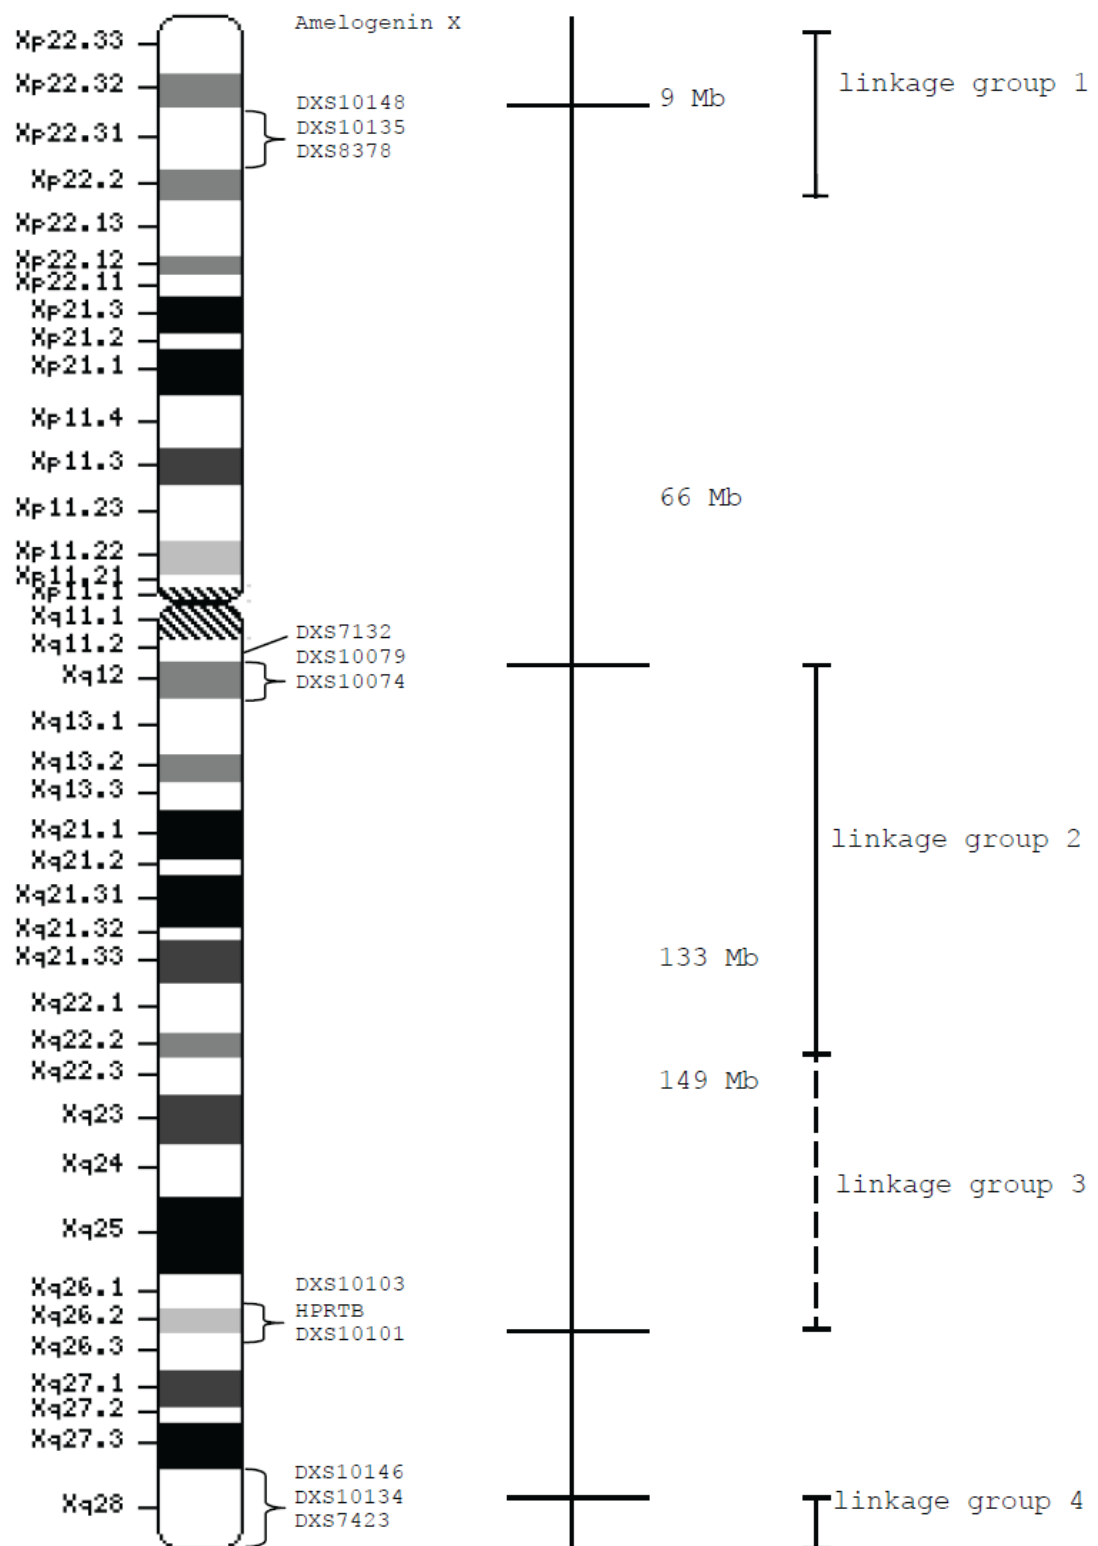 Amelogenin X
Xp22.33
Xp22.32
linkage group 1
9 Mb
DXS10148
DXS10135
DXS8378
Xp22.31
Xp22.2
Xp22.13
Xp22.12
Xp22.11
Xp21.3
Xp21.2
Xp21.1
Xp11.4
Xp11.3
66 Mb
Xp11.23
Xp11.22
Xp11.21
Xp11.1
Xq11.1
Xq11.2
DXS7132
DXS10079
DXS10074
Xq12
Xq13.1
Xq13.2
Xq13.3
Xq21.1
linkage group 2
Xq21.2
Xq21.31
Xq21.32
Xq21.33
133 Mb
Xq22.1
Xq22.2
Xq22.3
149 Mb
Xq23
Xq24
linkage group 3
Xq25
Xq26.1
DXS10103
HPRTB
DXS10101
Xq26.2
Xq26.3
Xq27.1
Xq27.2
Xq27.3
DXS10146
DXS10134
DXS7423
Xq28
linkage group 4